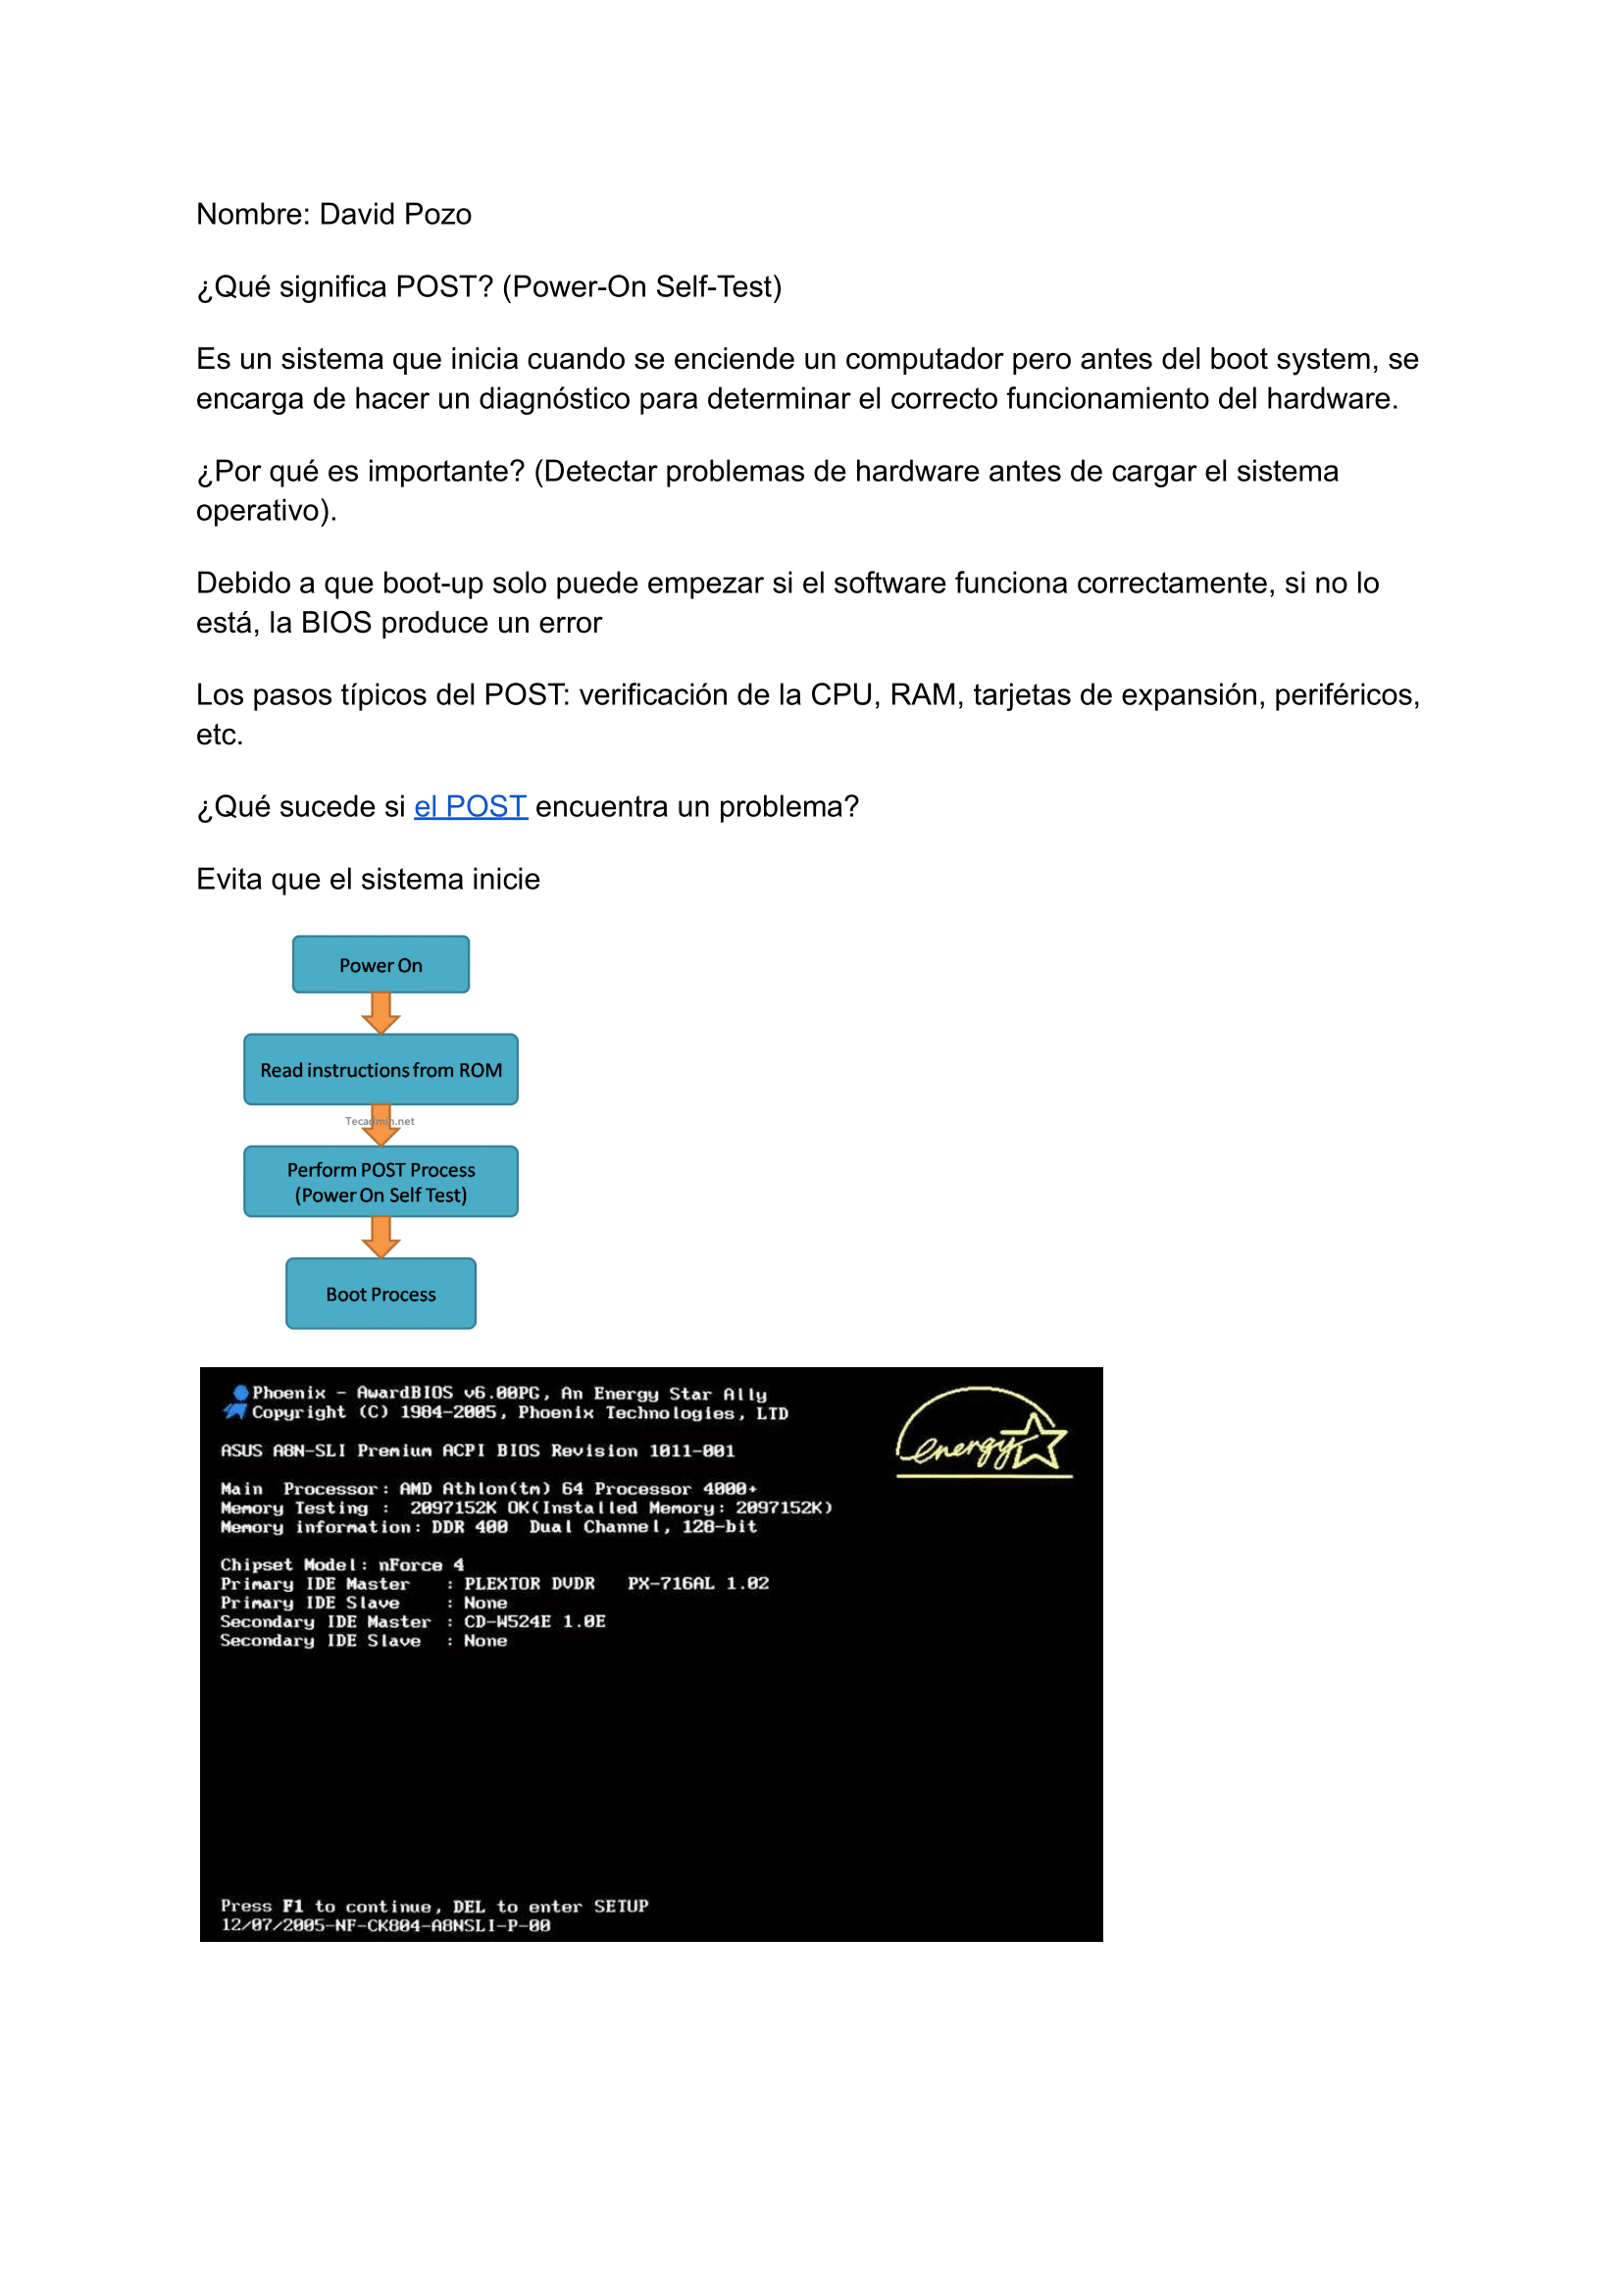 Nombre: David Pozo
¿Qué significa POST? (Power-On Self-Test)
Es un sistema que inicia cuando se enciende un computador pero antes del boot system, se
encarga de hacer un diagnóstico para determinar el correcto funcionamiento del hardware.
¿Por qué es importante? (Detectar problemas de hardware antes de cargar el sistema
operativo).
Debido a que boot-up solo puede empezar si el software funciona correctamente, si no lo
está, la BIOS produce un error
Los pasos típicos del POST: verificación de la CPU, RAM, tarjetas de expansión, periféricos,
etc.
¿Qué sucede si el POST encuentra un problema?
Evita que el sistema inicie
Power On
Read instructions from ROM
Tecadmin.net
Perform POST Process
(Power On Self Test)
Boot Process
Phoenix - AwardBIOS v6.00PG, An Energy Star Ally
Copyright (C) 1984-2005, Phoenix Technologies, LTD
energy
ASUS A8N-SLI Premium ACPI BIOS Revision 1011-001
Main Processor: AMD Athlon(tm) 64 Processor 4000+
Memory Testing : 2097152K OK(Installed Memory: 2097152K)
Memory information: DDR 400 Dual Channel, 128-bit
Chipset Model: nForce 4
Primary IDE Master : PLEXTOR DVDR PX-716AL 1.02
Primary IDE Slave : None
Secondary IDE Master : CD-W524E 1.0E
Secondary IDE Slave : None
Press F1 to continue, DEL to enter SETUP
12/07/2005-NF-CK804-A8NSLI-P-00